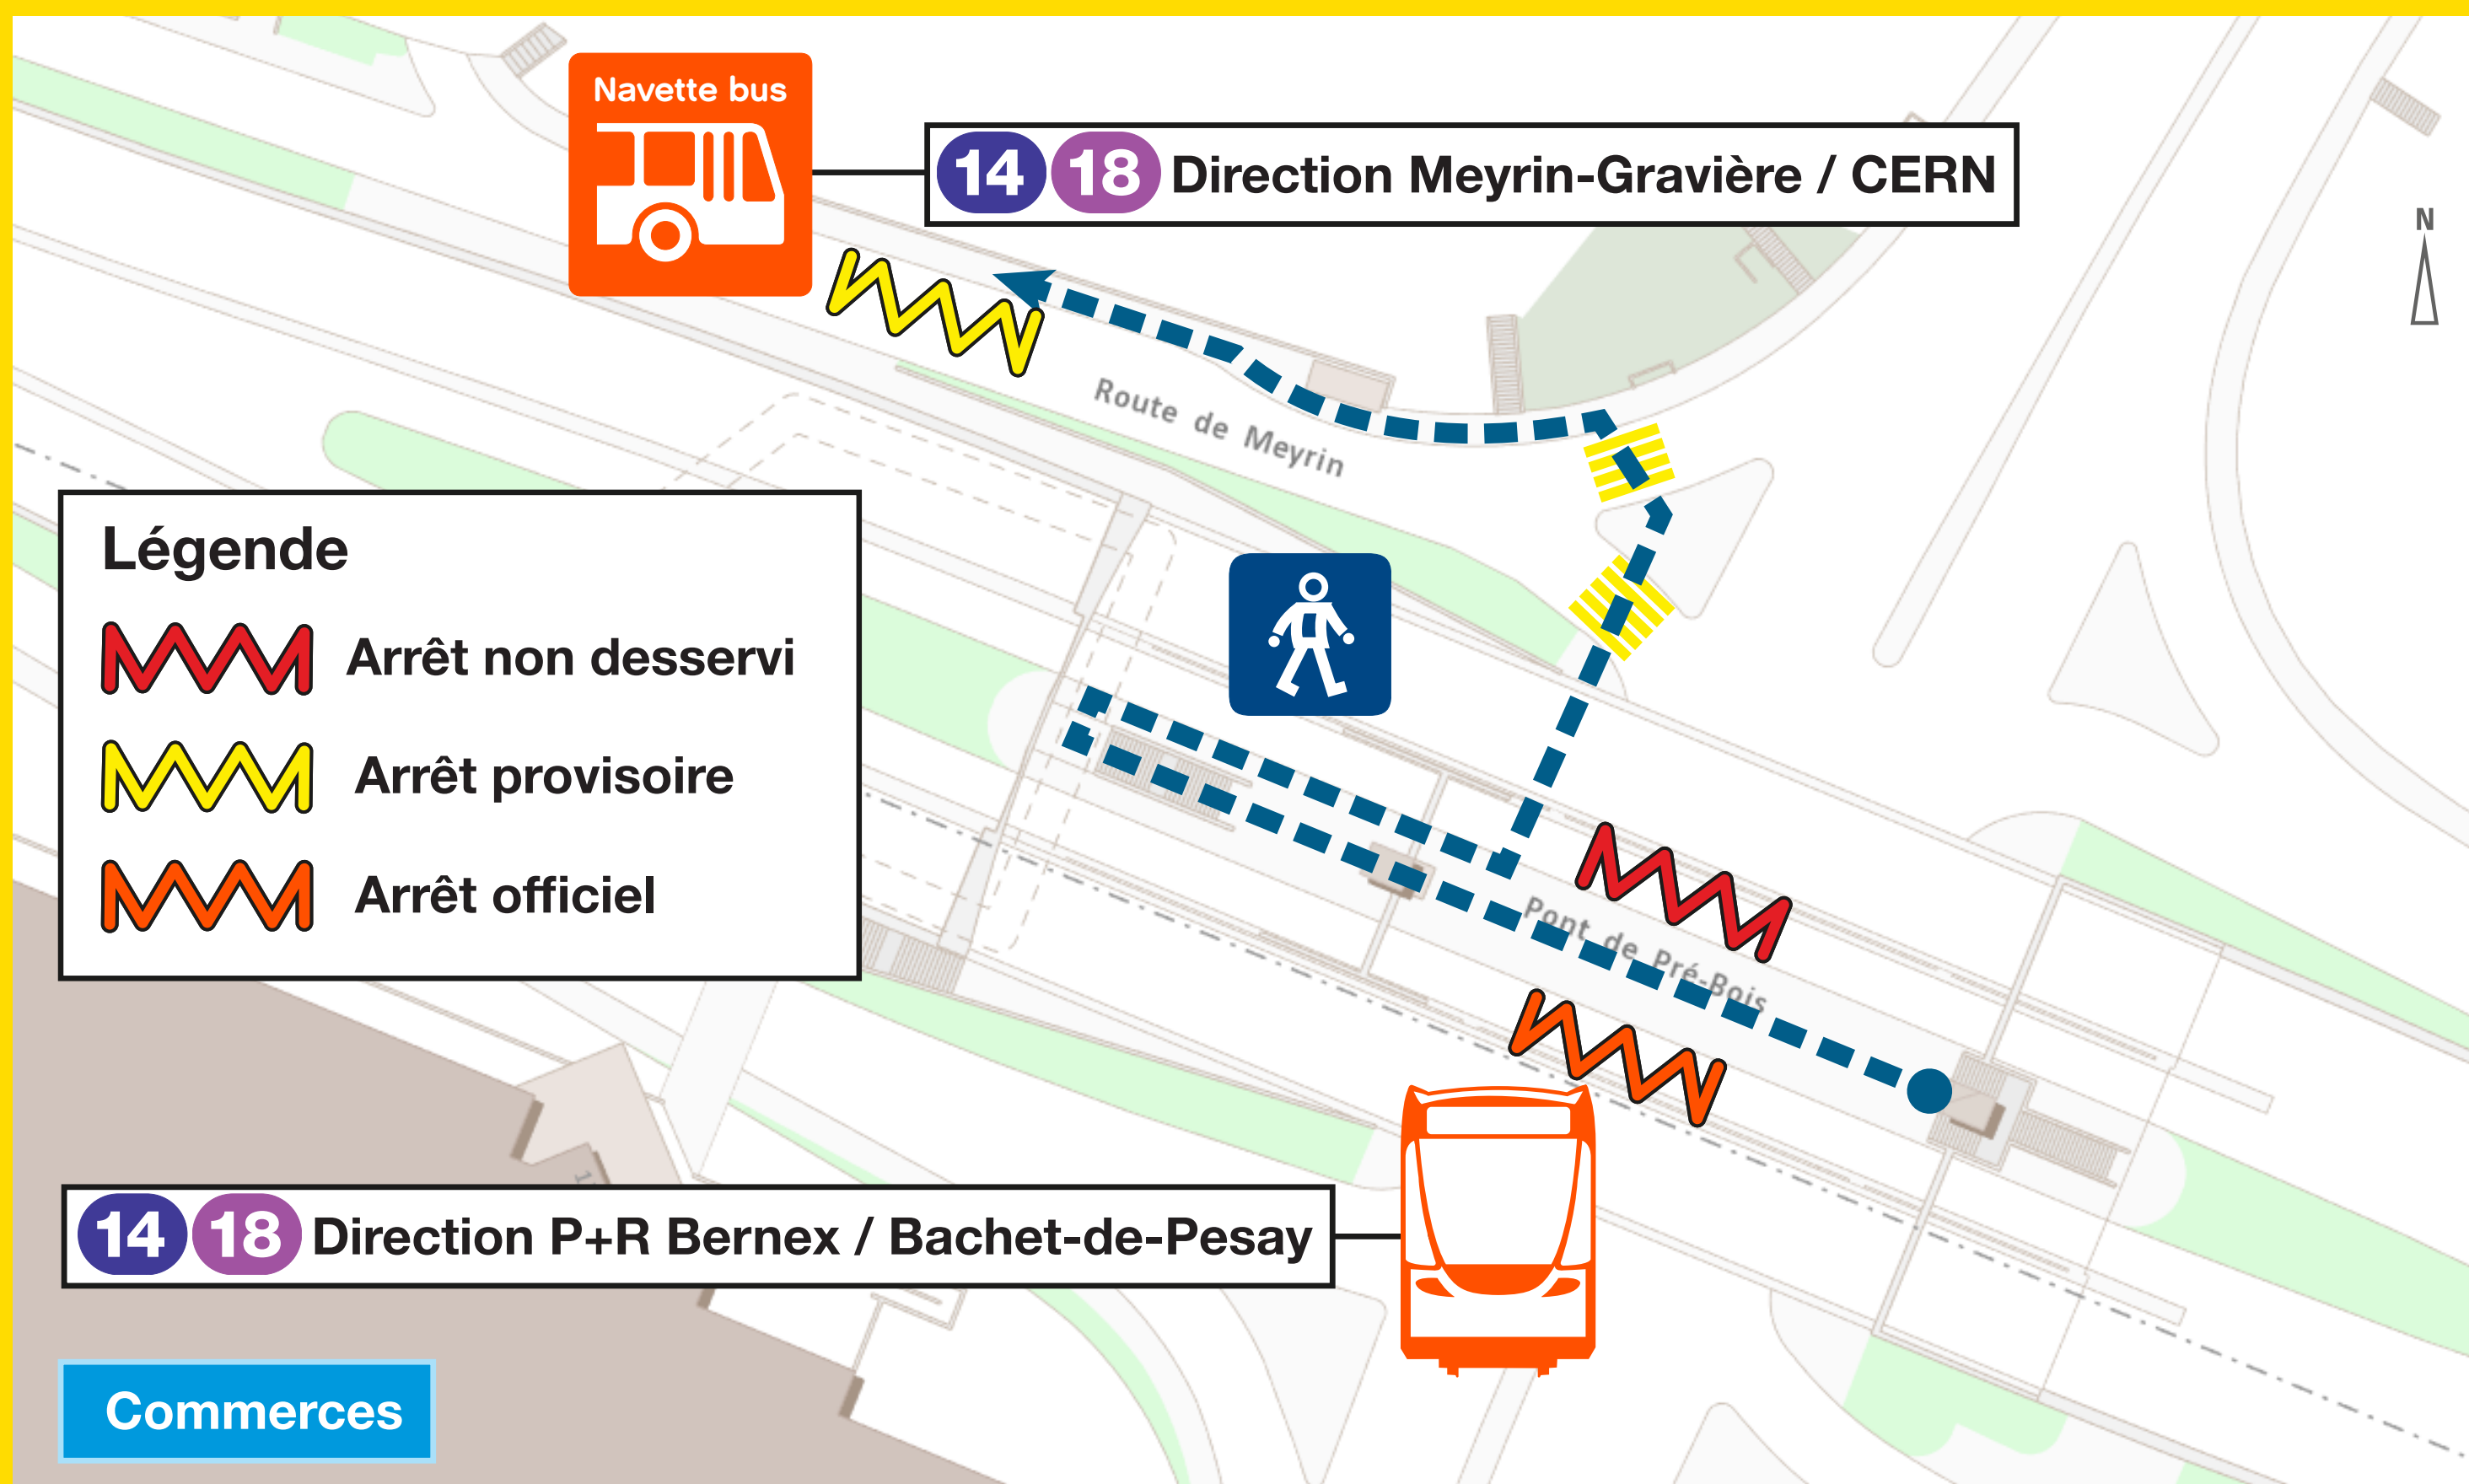 Navette bus
14 18 Direction Meyrin-Gravière / CERN
N
Route de Meyrin
Légende
Arrêt non desservi
Arrêt provisoire
Arrêt officiel
Pont de Pré-Bois
14 18 Direction P+R Bernex / Bachet-de-Pesay
Commerces